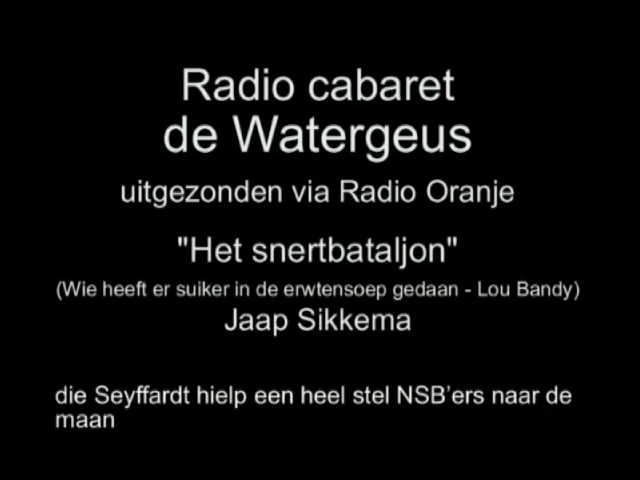 Radio cabaret
de Watergeus
uitgezonden via Radio Oranje
"Het snertbataljon"
(Wie heeft er suiker in de erwtensoep gedaan - Lou Bandy)
Jaap Sikkema
die Seyffardt hielp een heel stel NSB’ers naar de
maan